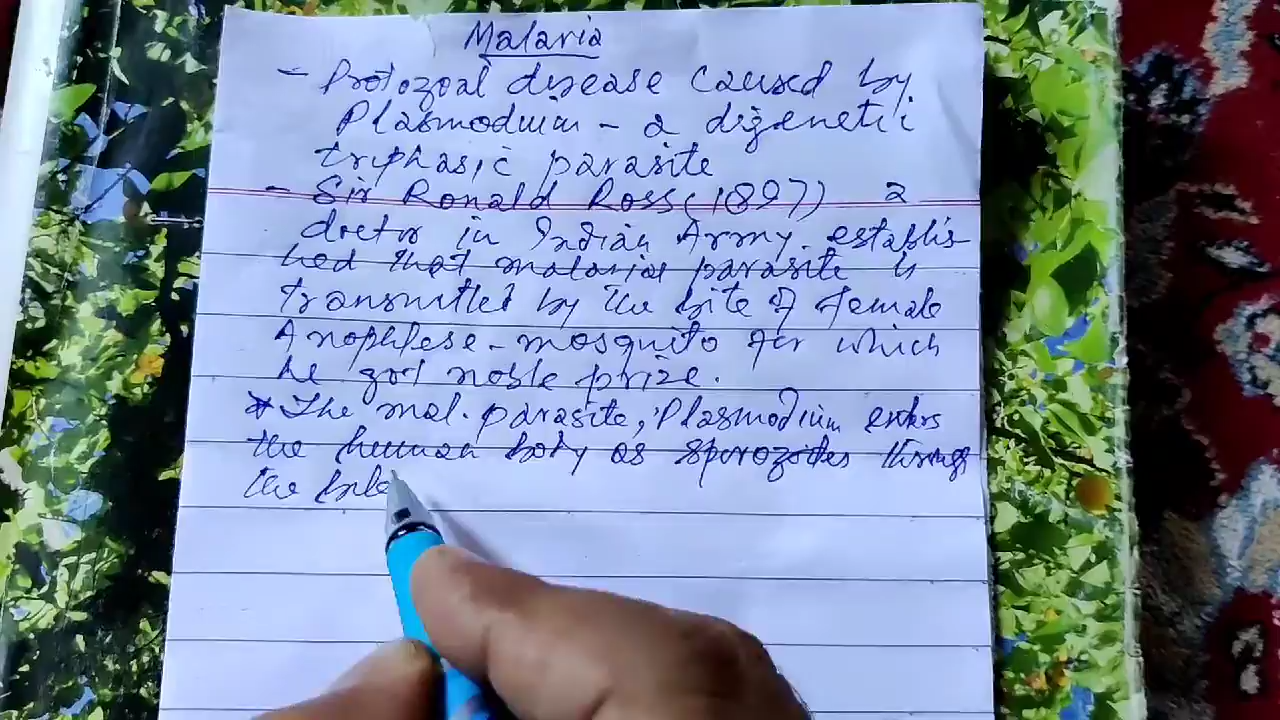 Malaria
- Protozoal disease caused by
Plasmodium - a digenetic
triphasic parasite
- Sir Ronald Ross (1897) a
doctor in Indian Army. establis
hed that malarial parasite is
transmitted by the bite of female
Anophlese - mosquito for which
he got noble prize.
* The mal. parasite, Plasmodium enters
the human body as sporozoites through
the bite